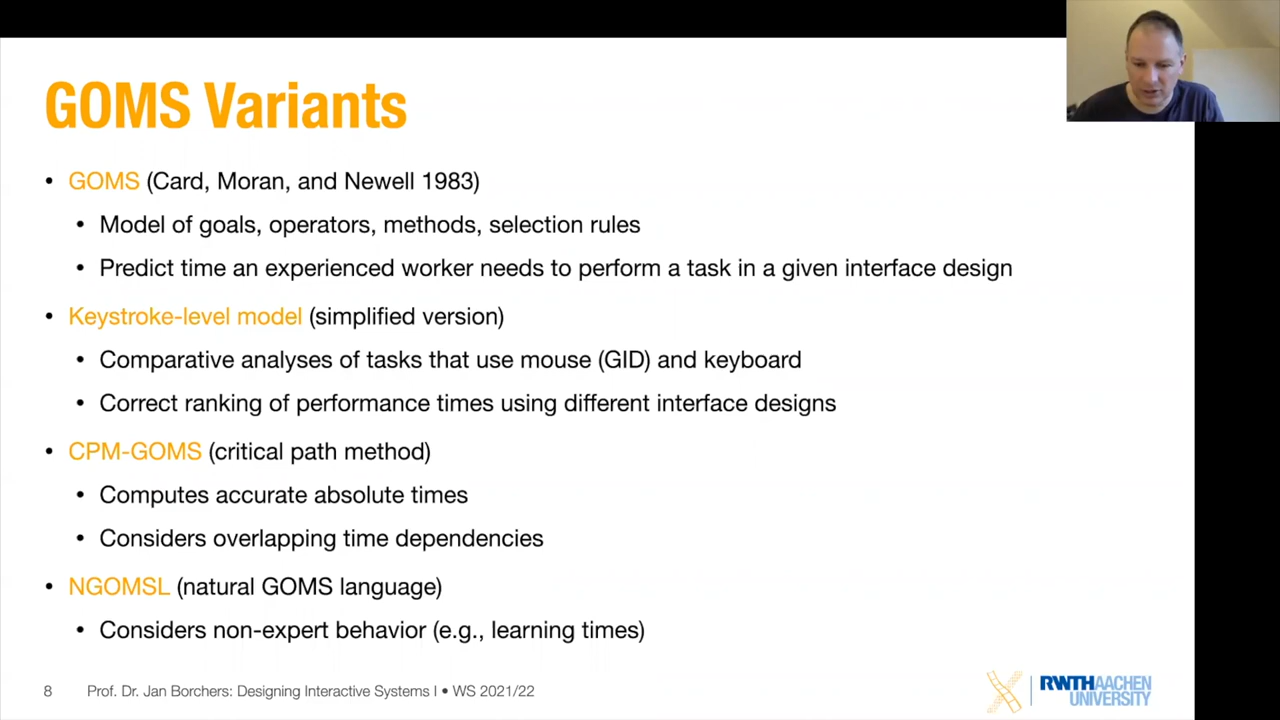 GOMS Variants
• GOMS (Card, Moran, and Newell 1983)
• Model of goals, operators, methods, selection rules
• Predict time an experienced worker needs to perform a task in a given interface design
• Keystroke-level model (simplified version)
• Comparative analyses of tasks that use mouse (GID) and keyboard
• Correct ranking of performance times using different interface designs
• CPM-GOMS (critical path method)
• Computes accurate absolute times
• Considers overlapping time dependencies
• NGOMSL (natural GOMS language)
• Considers non-expert behavior (e.g., learning times)
8 Prof. Dr. Jan Borchers: Designing Interactive Systems I • WS 2021/22
RWTHAACHEN
UNIVERSITY